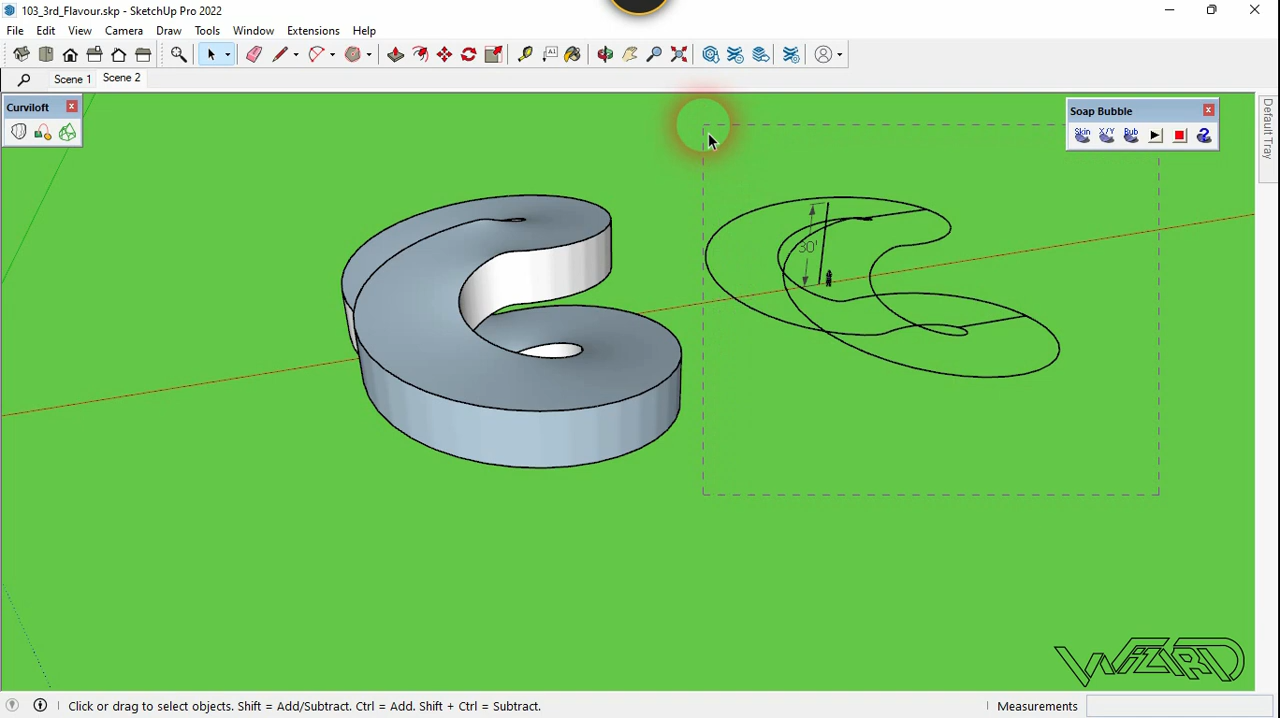 103_3rd_Flavour.skp - SketchUp Pro 2022
File Edit View Camera Draw Tools Window Extensions Help
A1
Scene 1 Scene 2
Curviloft
Soap Bubble
Skin X/Y Bub
Default Tray
30'
WIZARD
Click or drag to select objects. Shift = Add/Subtract. Ctrl = Add. Shift + Ctrl = Subtract.
Measurements